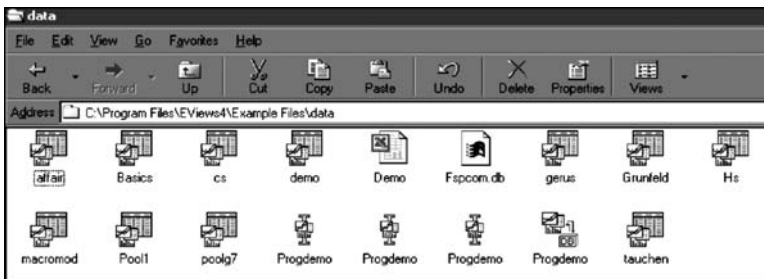 data
File Edit View Go Favorites Help
Back Forward Up Cut Copy Paste Undo Delete Properties Views
Address C:\Program Files\EViews4\Example Files\data
affair Basics cs demo Demo Fspcom.db gerus Grunfeld Hs
DB
macromod Pool1 poolg7 Progdemo Progdemo Progdemo Progdemo tauchen